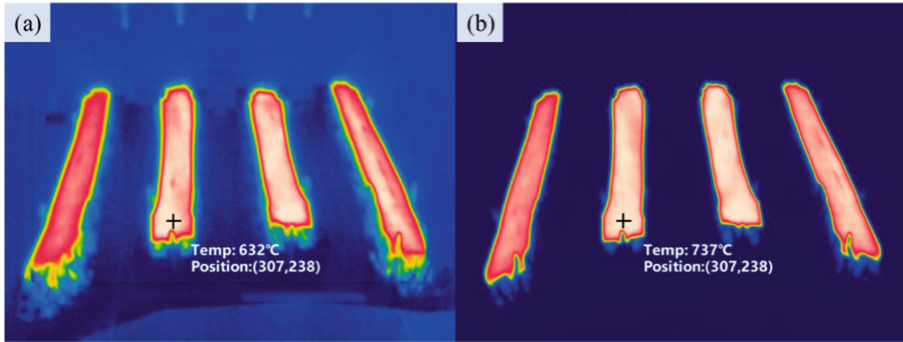 (a)
Temp: 632℃
Position:(307,238)
(b)
Temp: 737℃
Position:(307,238)